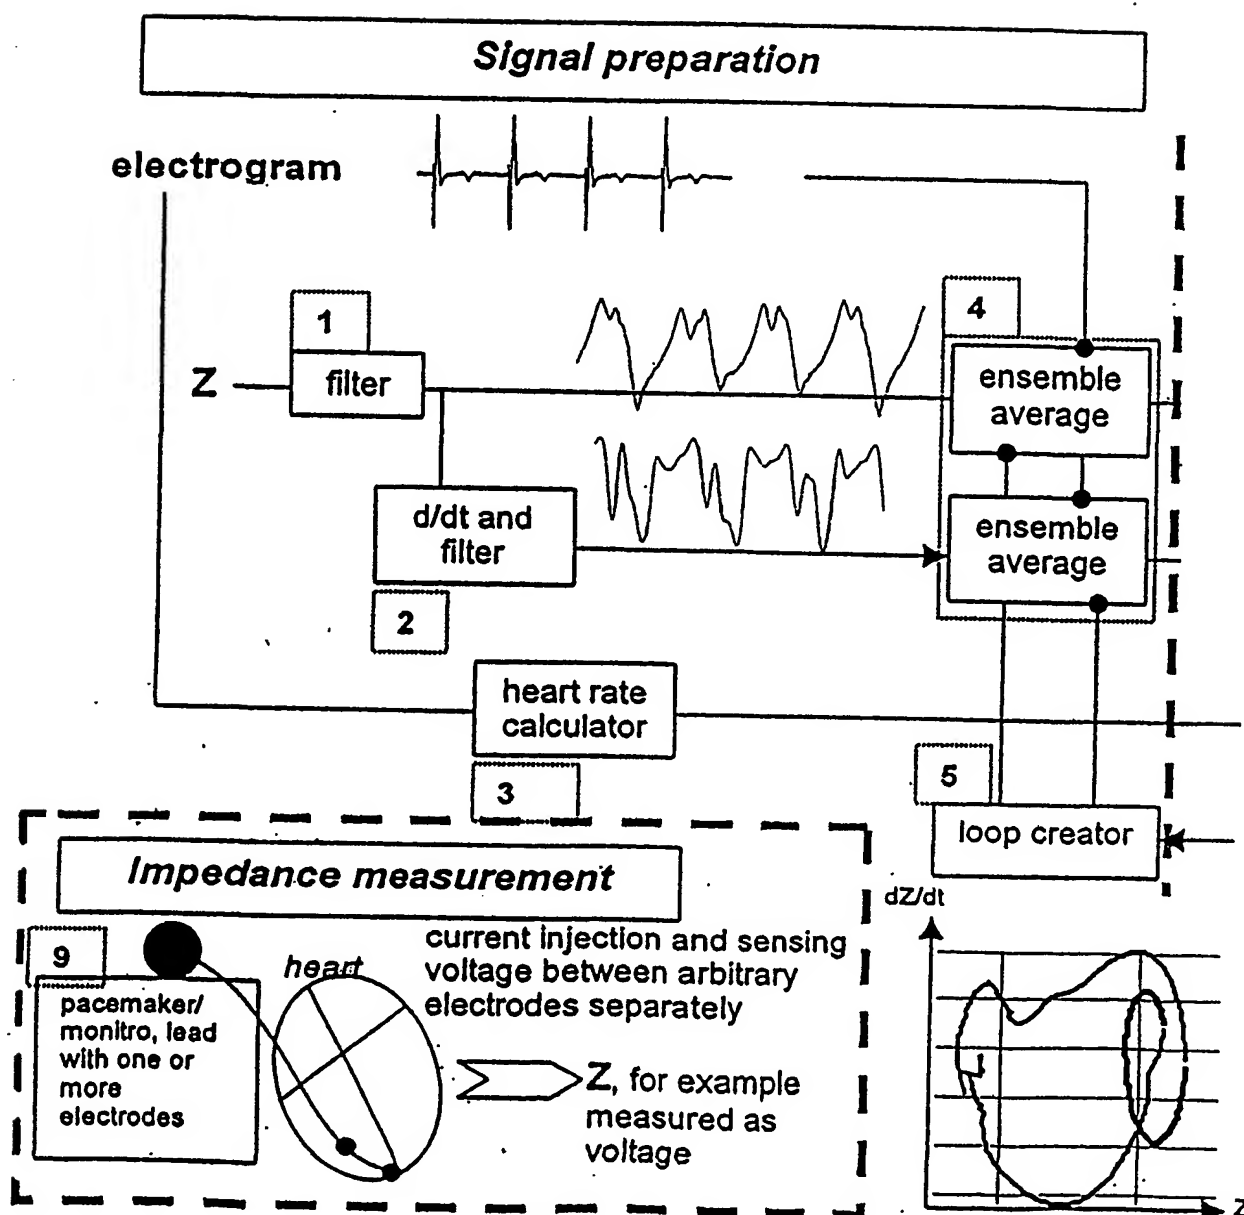 Signal preparation
electrogram
1
4
Z
filter
ensemble
average
d/dt and
filter
ensemble
average
2
heart rate
calculator
3
5
loop creator
Impedance measurement
dZ/dt
9
heart
current injection and sensing
voltage between arbitrary
electrodes separately
pacemaker/
monitro, lead
with one or
more
electrodes
Z, for example
measured as
voltage
Z